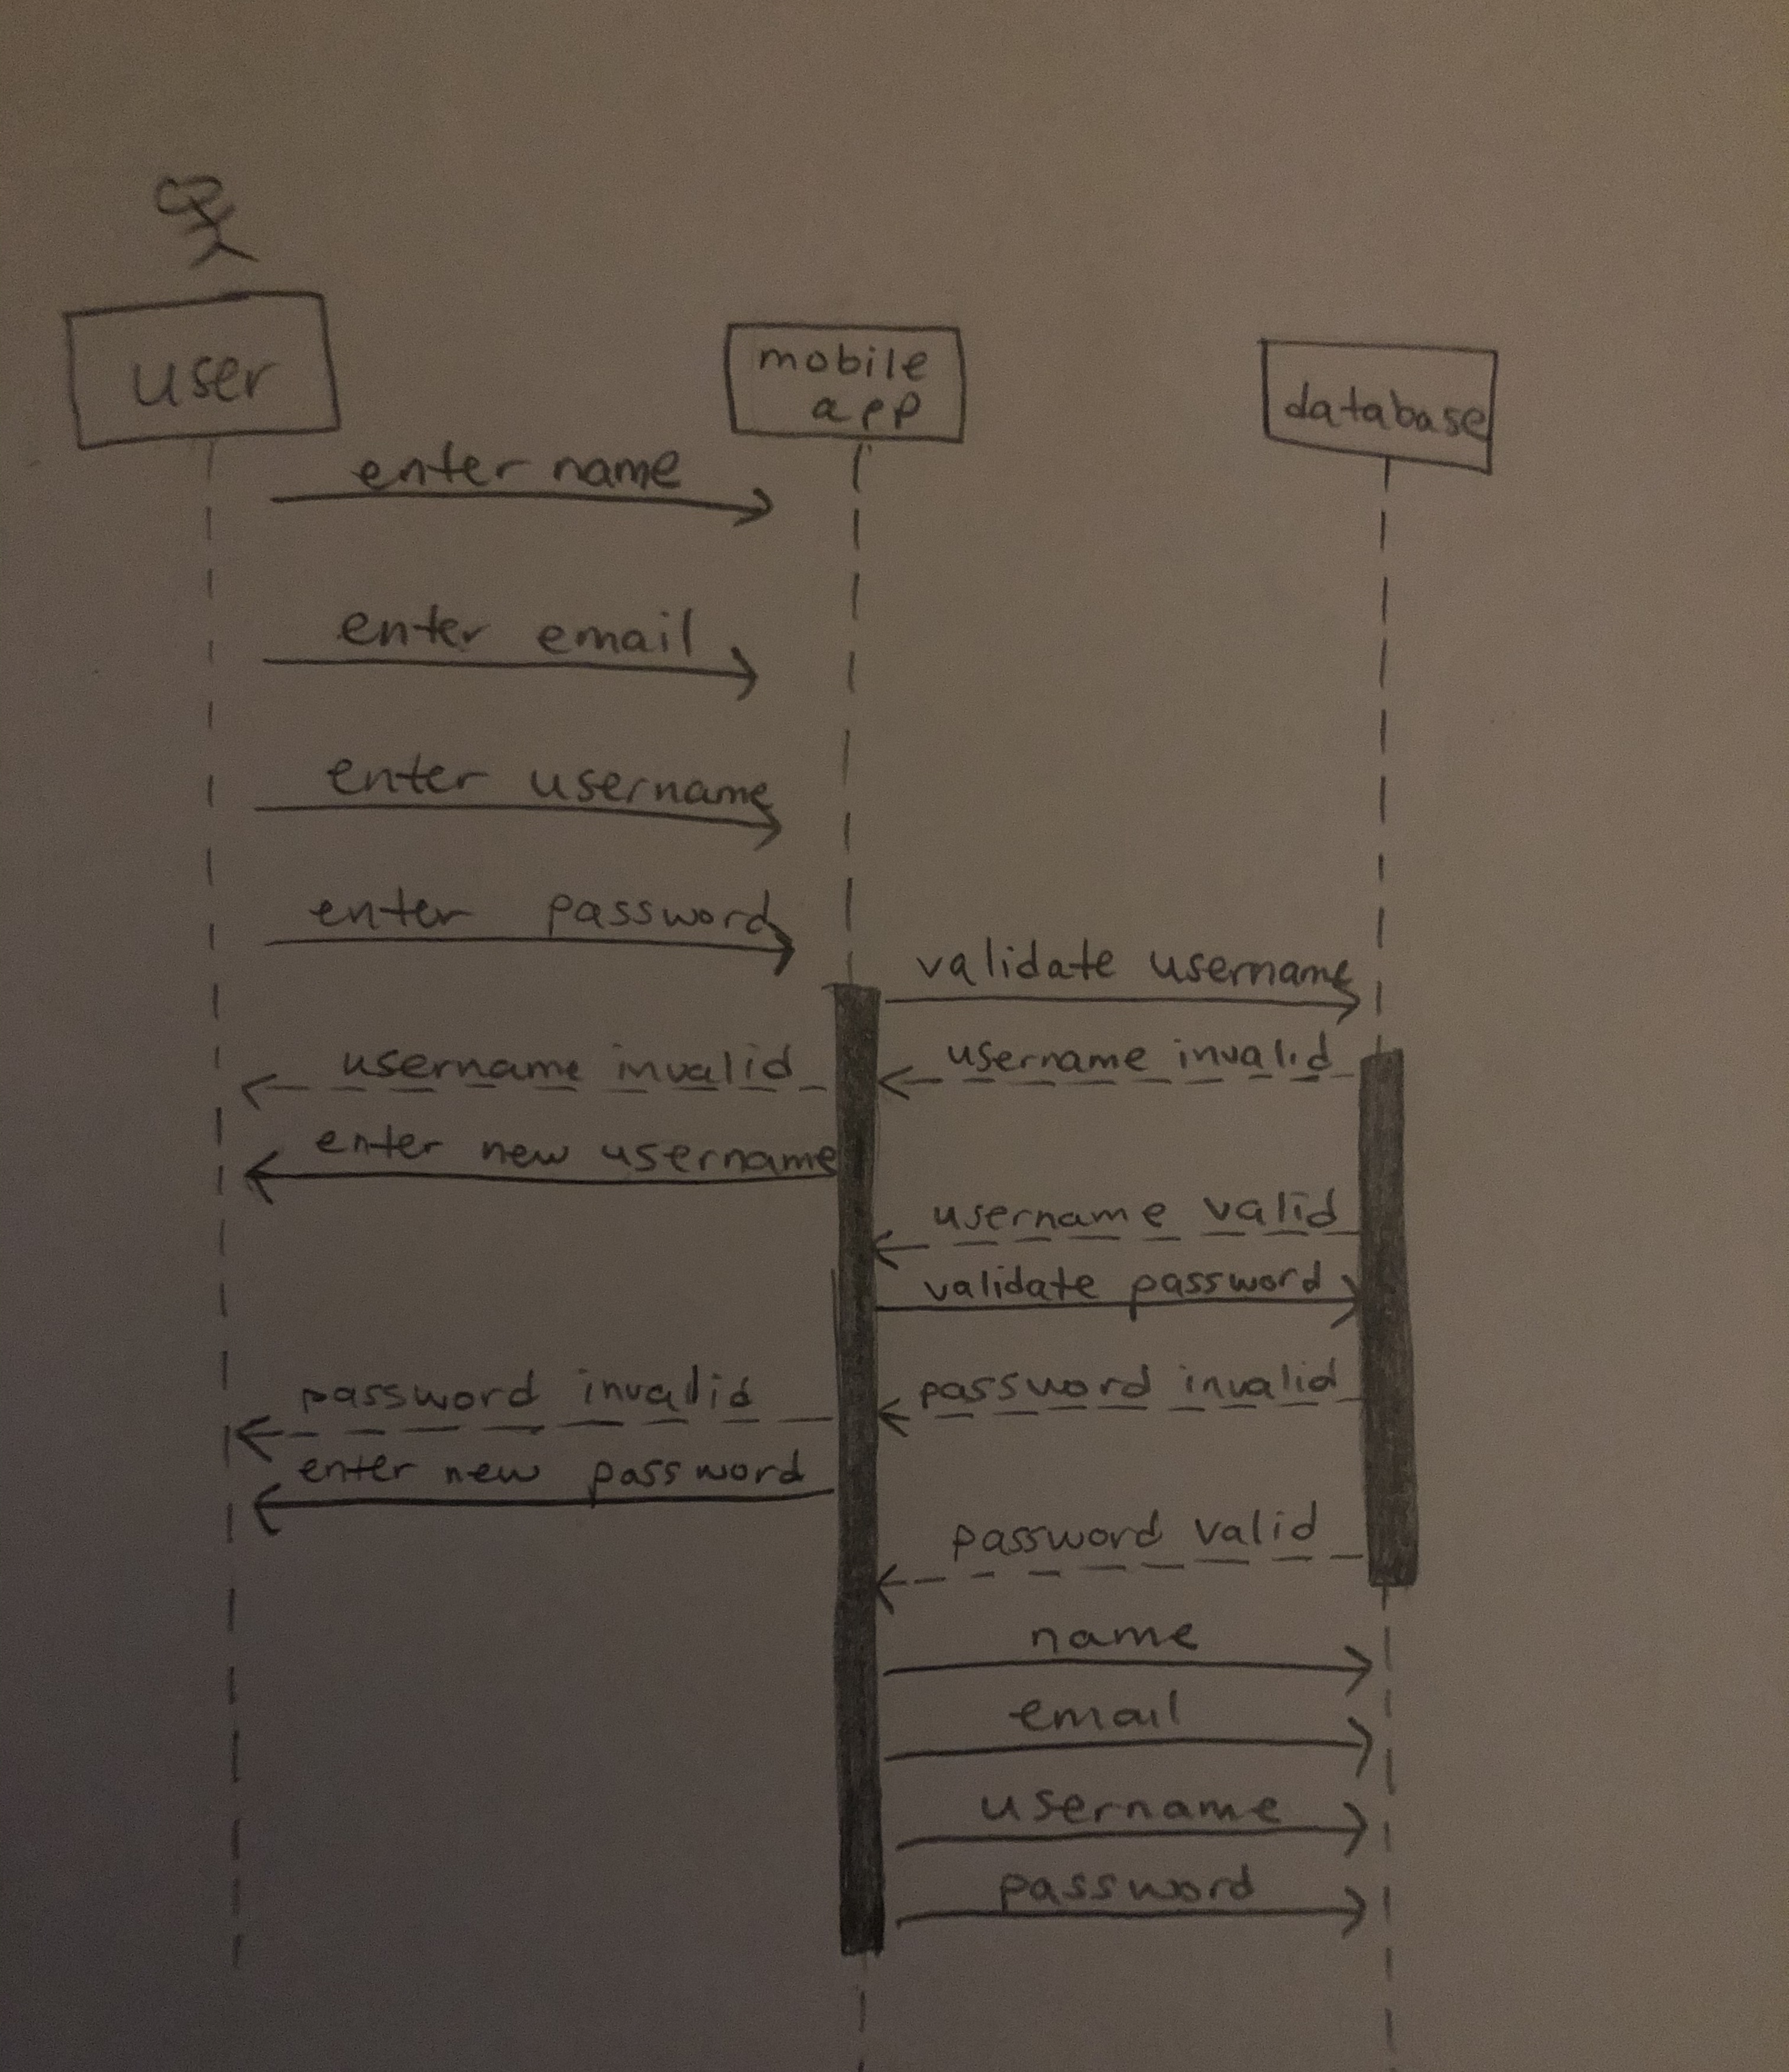 user
mobile
app
database
enter name
enter email
enter username
enter password
validate username
username invalid
username invalid
enter new username
username valid
validate password
password invalid
password invalid
enter new password
password valid
name
email
username
password